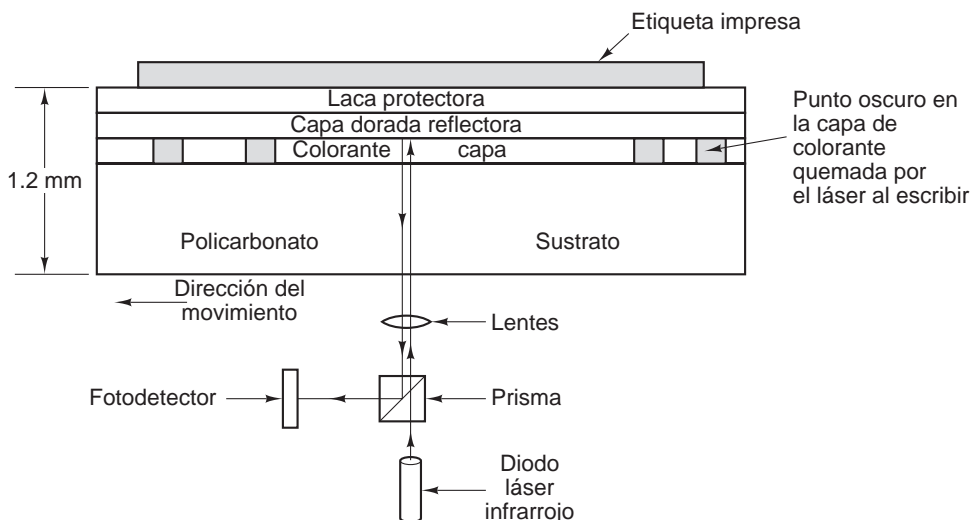 Etiqueta impresa
Laca protectora
Capa dorada reflectora
Colorante capa
Punto oscuro en
la capa de
colorante
quemada por
el láser al escribir
1.2 mm
Policarbonato
Sustrato
Dirección del
movimiento
Lentes
Fotodetector
Prisma
Diodo
láser
infrarrojo